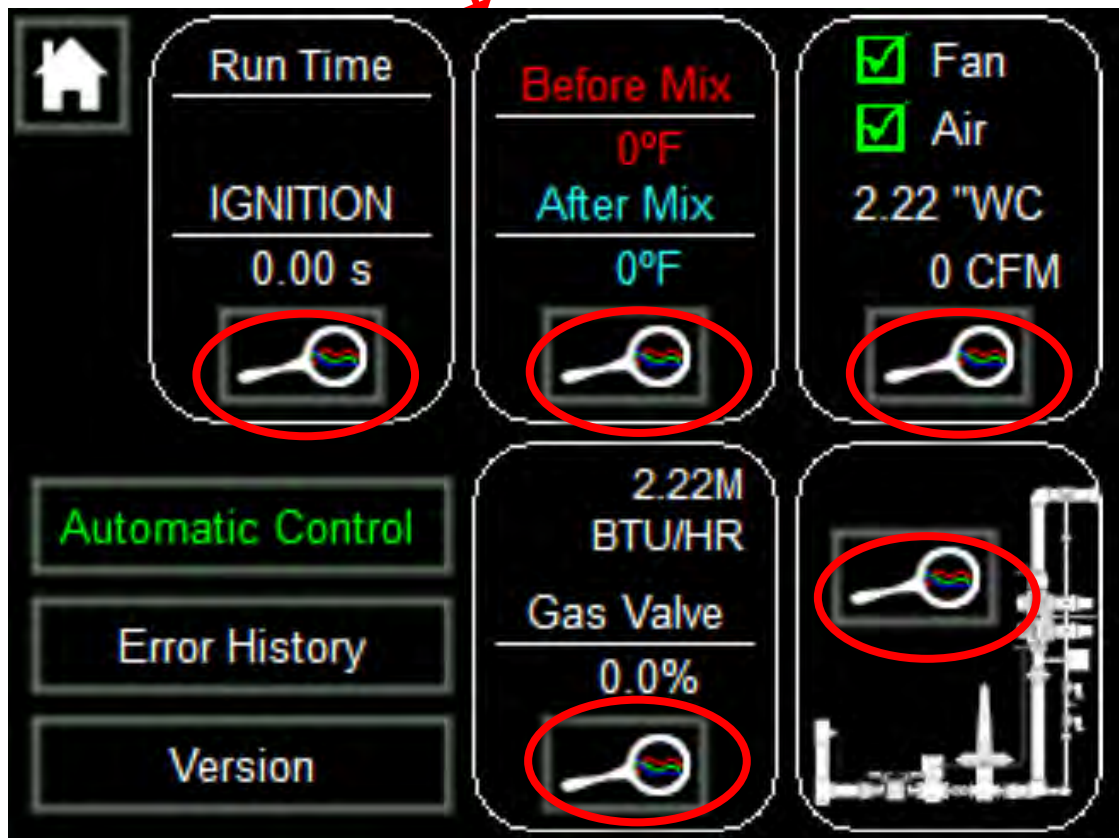 Run Time
IGNITION
0.00 s
Before Mix
0ºF
After Mix
0ºF
Fan
Air
2.22 "WC
0 CFM
Automatic Control
Error History
Version
2.22M
BTU/HR
Gas Valve
0.0%